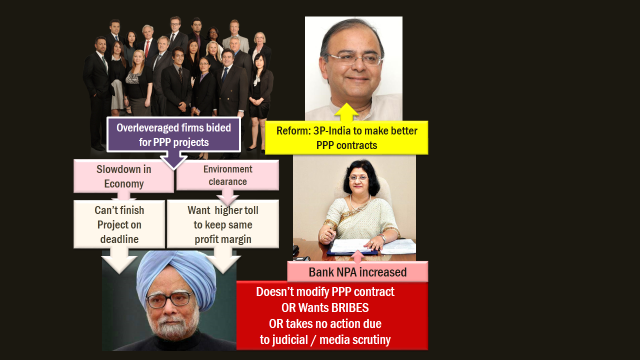 Overleveraged firms bided
for PPP projects
Reform: 3P-India to make better
PPP contracts
Slowdown in
Economy
Environment
clearance
Can't finish
Project on
deadline
Want higher toll
to keep same
profit margin
Bank NPA increased
Doesn't modify PPP contract
OR Wants BRIBES
OR takes no action due
to judicial / media scrutiny